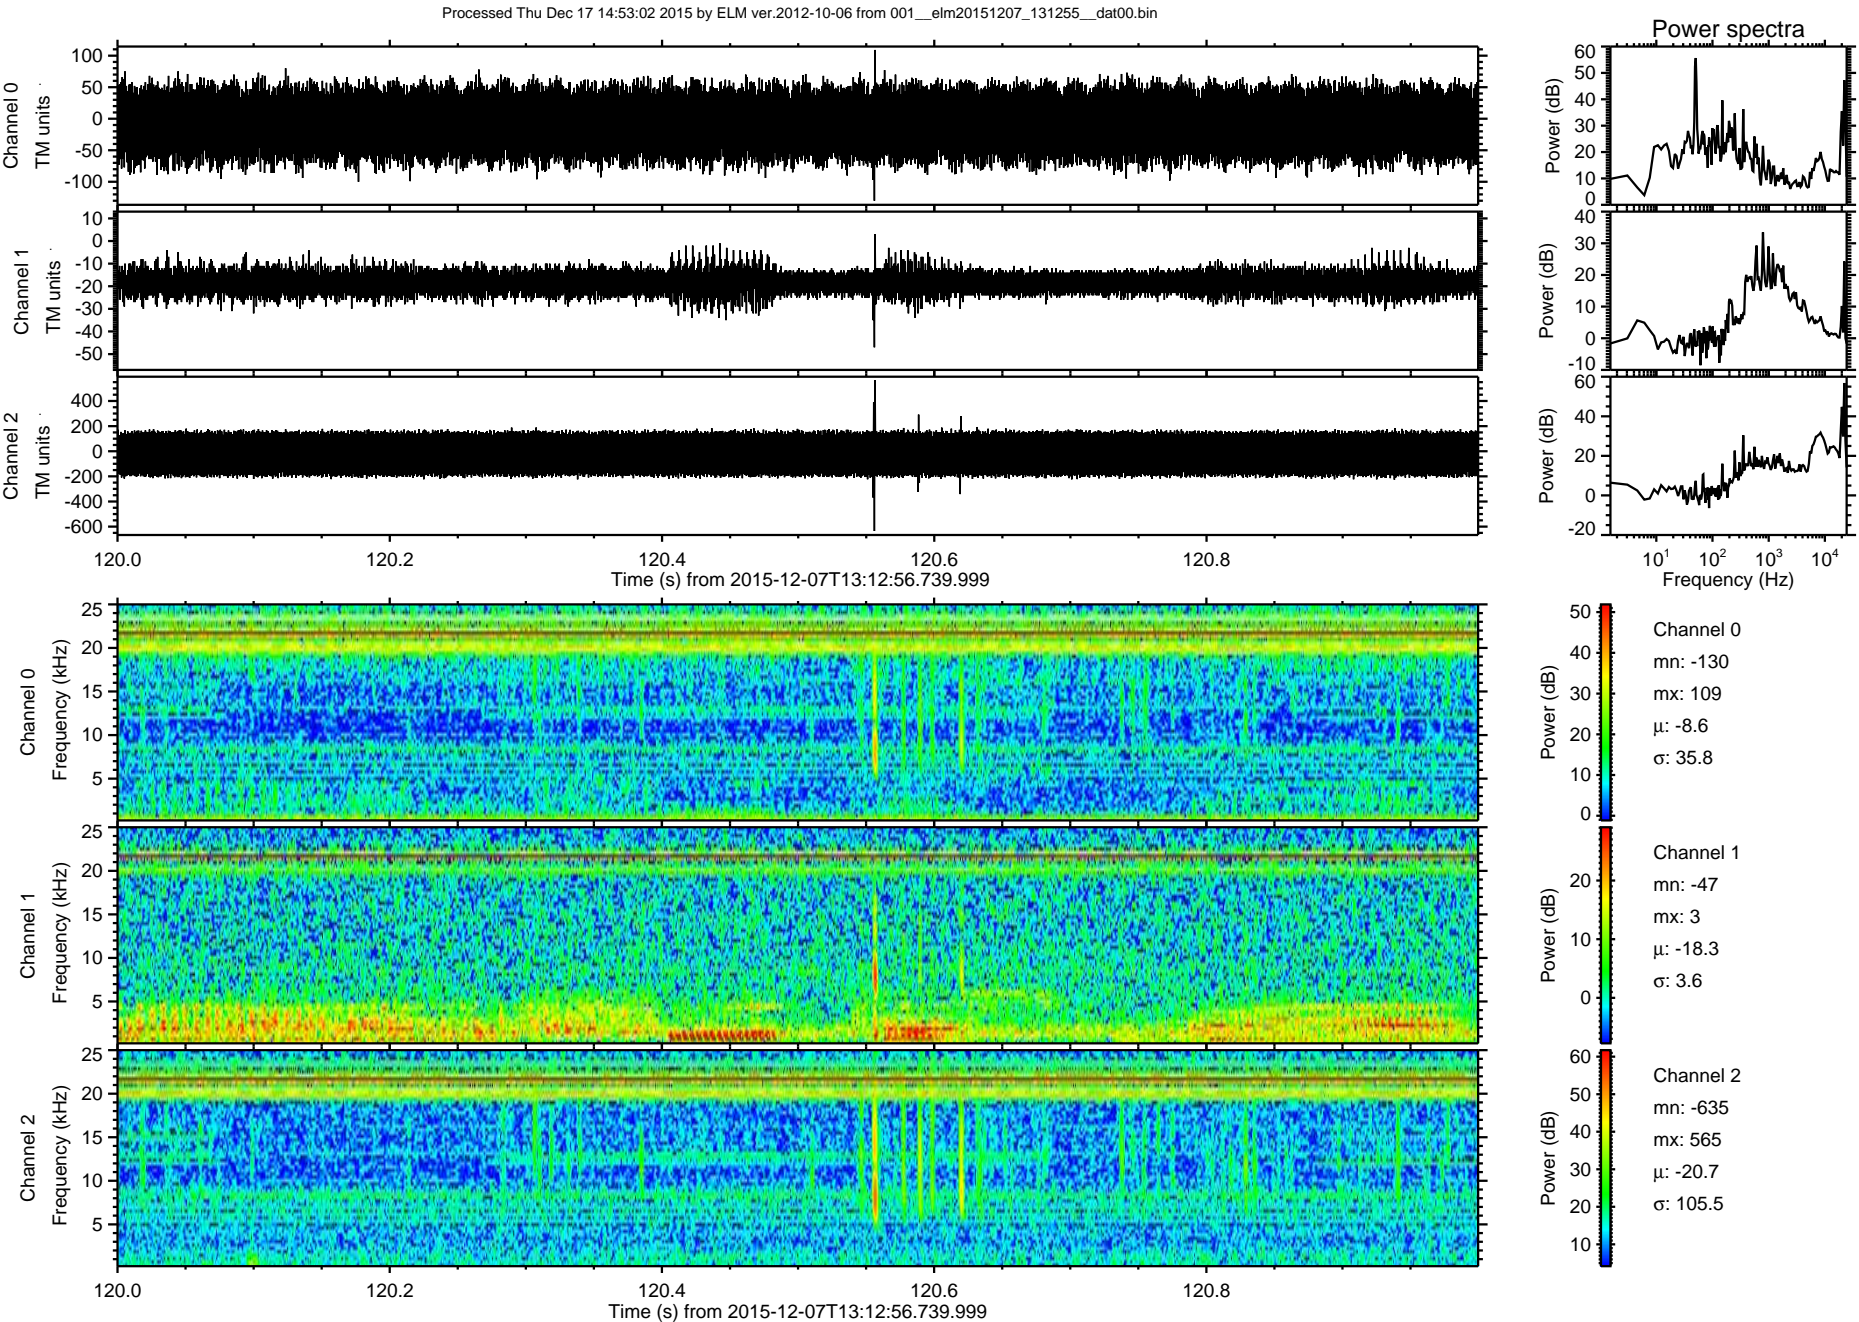 Processed Thu Dec 17 14:53:02 2015 by ELM ver.2012-10-06 from 001__elm20151207_131255__dat00.bin
Power spectra
Channel 0
TM units
100
50
0
-50
-100
Power (dB)
60
50
40
30
20
10
0
Channel 1
TM units
10
0
-10
-20
-30
-40
-50
Power (dB)
40
30
20
10
0
-10
Channel 2
TM units
400
200
0
-200
-400
-600
Power (dB)
60
40
20
0
-20
120.0 120.2 120.4 120.6 120.8
Time (s) from 2015-12-07T13:12:56.739.999
10¹ 10² 10³ 10⁴
Frequency (Hz)
Channel 0
Frequency (kHz)
25
20
15
10
5
Power (dB)
50
40
30
20
10
0
Channel 0
mn: -130
mx: 109
μ: -8.6
σ: 35.8
Channel 1
Frequency (kHz)
25
20
15
10
5
Power (dB)
20
10
0
Channel 1
mn: -47
mx: 3
μ: -18.3
σ: 3.6
Channel 2
Frequency (kHz)
25
20
15
10
5
Power (dB)
60
50
40
30
20
10
Channel 2
mn: -635
mx: 565
μ: -20.7
σ: 105.5
120.0 120.2 120.4 120.6 120.8
Time (s) from 2015-12-07T13:12:56.739.999